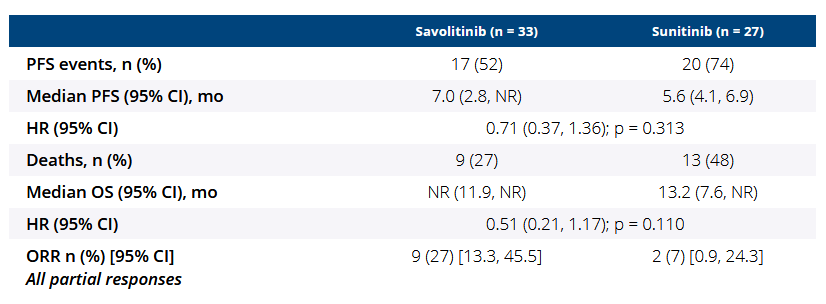 Savolitinib (n = 33) Sunitinib (n = 27)
PFS events, n (%) 17 (52) 20 (74)
Median PFS (95% CI), mo 7.0 (2.8, NR) 5.6 (4.1, 6.9)
HR (95% CI) 0.71 (0.37, 1.36); p = 0.313
Deaths, n (%) 9 (27) 13 (48)
Median OS (95% CI), mo NR (11.9, NR) 13.2 (7.6, NR)
HR (95% CI) 0.51 (0.21, 1.17); p = 0.110
ORR n (%) [95% CI] 9 (27) [13.3, 45.5] 2 (7) [0.9, 24.3]
All partial responses